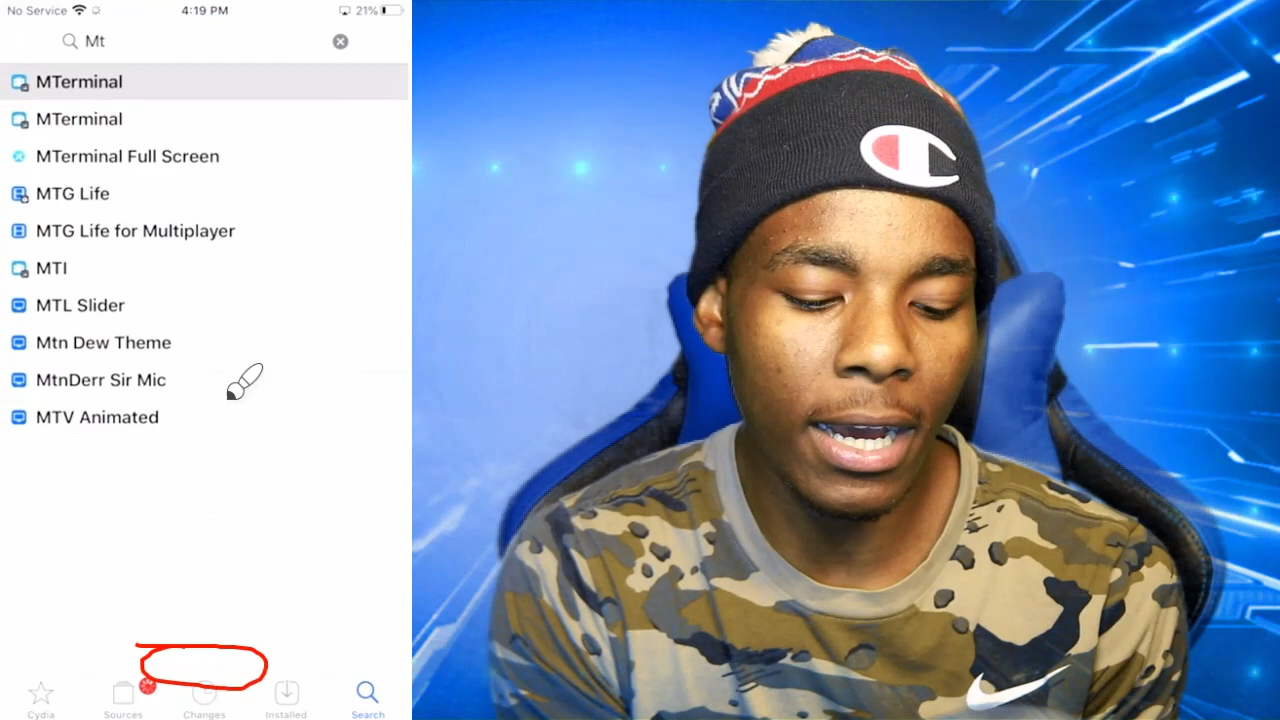 No Service 4:19 PM 21%
Mt
MTerminal
MTerminal
MTerminal Full Screen
MTG Life
MTG Life for Multiplayer
MTI
MTL Slider
Mtn Dew Theme
MtnDerr Sir Mic
MTV Animated
Cydia Sources Changes Installed Search